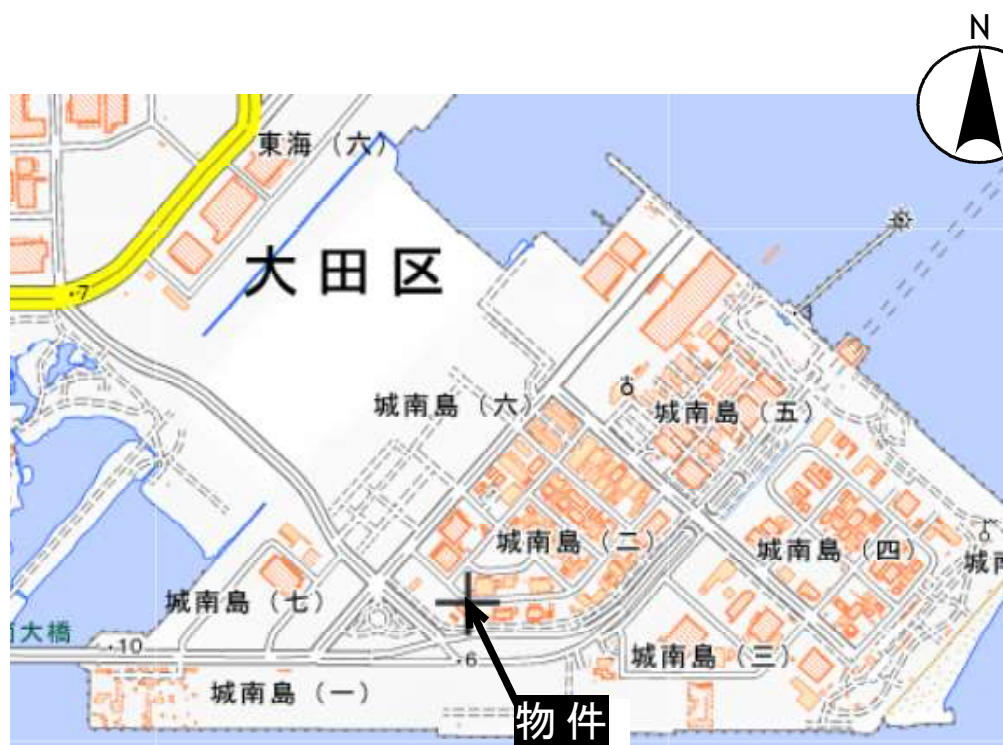 N
東海(六)
大田区
・7
城南島(六)
城南島(五)
城南島(二)
城南島(四)
城南
城南島(七)
大橋
・10
・6
城南島(三)
城南島(一)
物件